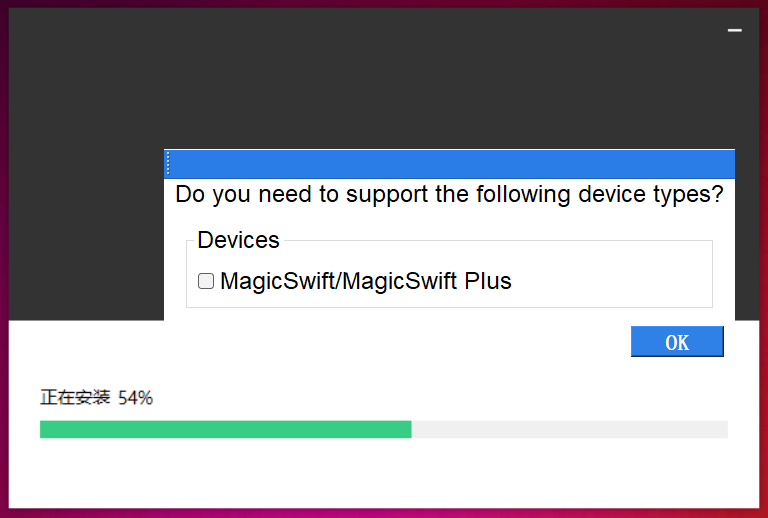 Do you need to support the following device types?
Devices
MagicSwift/MagicSwift Plus
OK
正在安装 54%